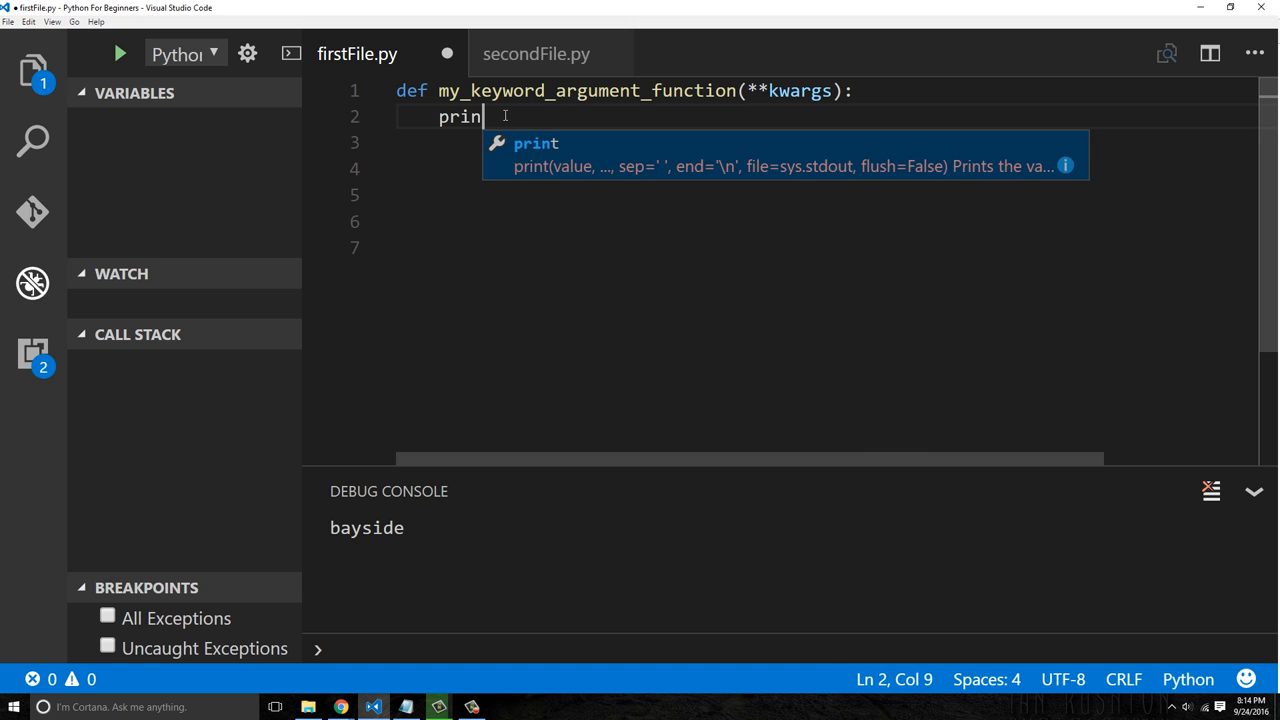 ● firstFile.py - Python For Beginners - Visual Studio Code
File Edit View Go Help
Python
firstFile.py
secondFile.py
VARIABLES
WATCH
CALL STACK
BREAKPOINTS
All Exceptions
Uncaught Exceptions
1
2
1 def my_keyword_argument_function(**kwargs):
2 prin
3
4
5
6
7
print
print(value, ..., sep=' ', end='\n', file=sys.stdout, flush=False) Prints the va...
DEBUG CONSOLE
bayside
0 0
Ln 2, Col 9 Spaces: 4 UTF-8 CRLF Python
I'm Cortana. Ask me anything.
8:14 PM
9/24/2016